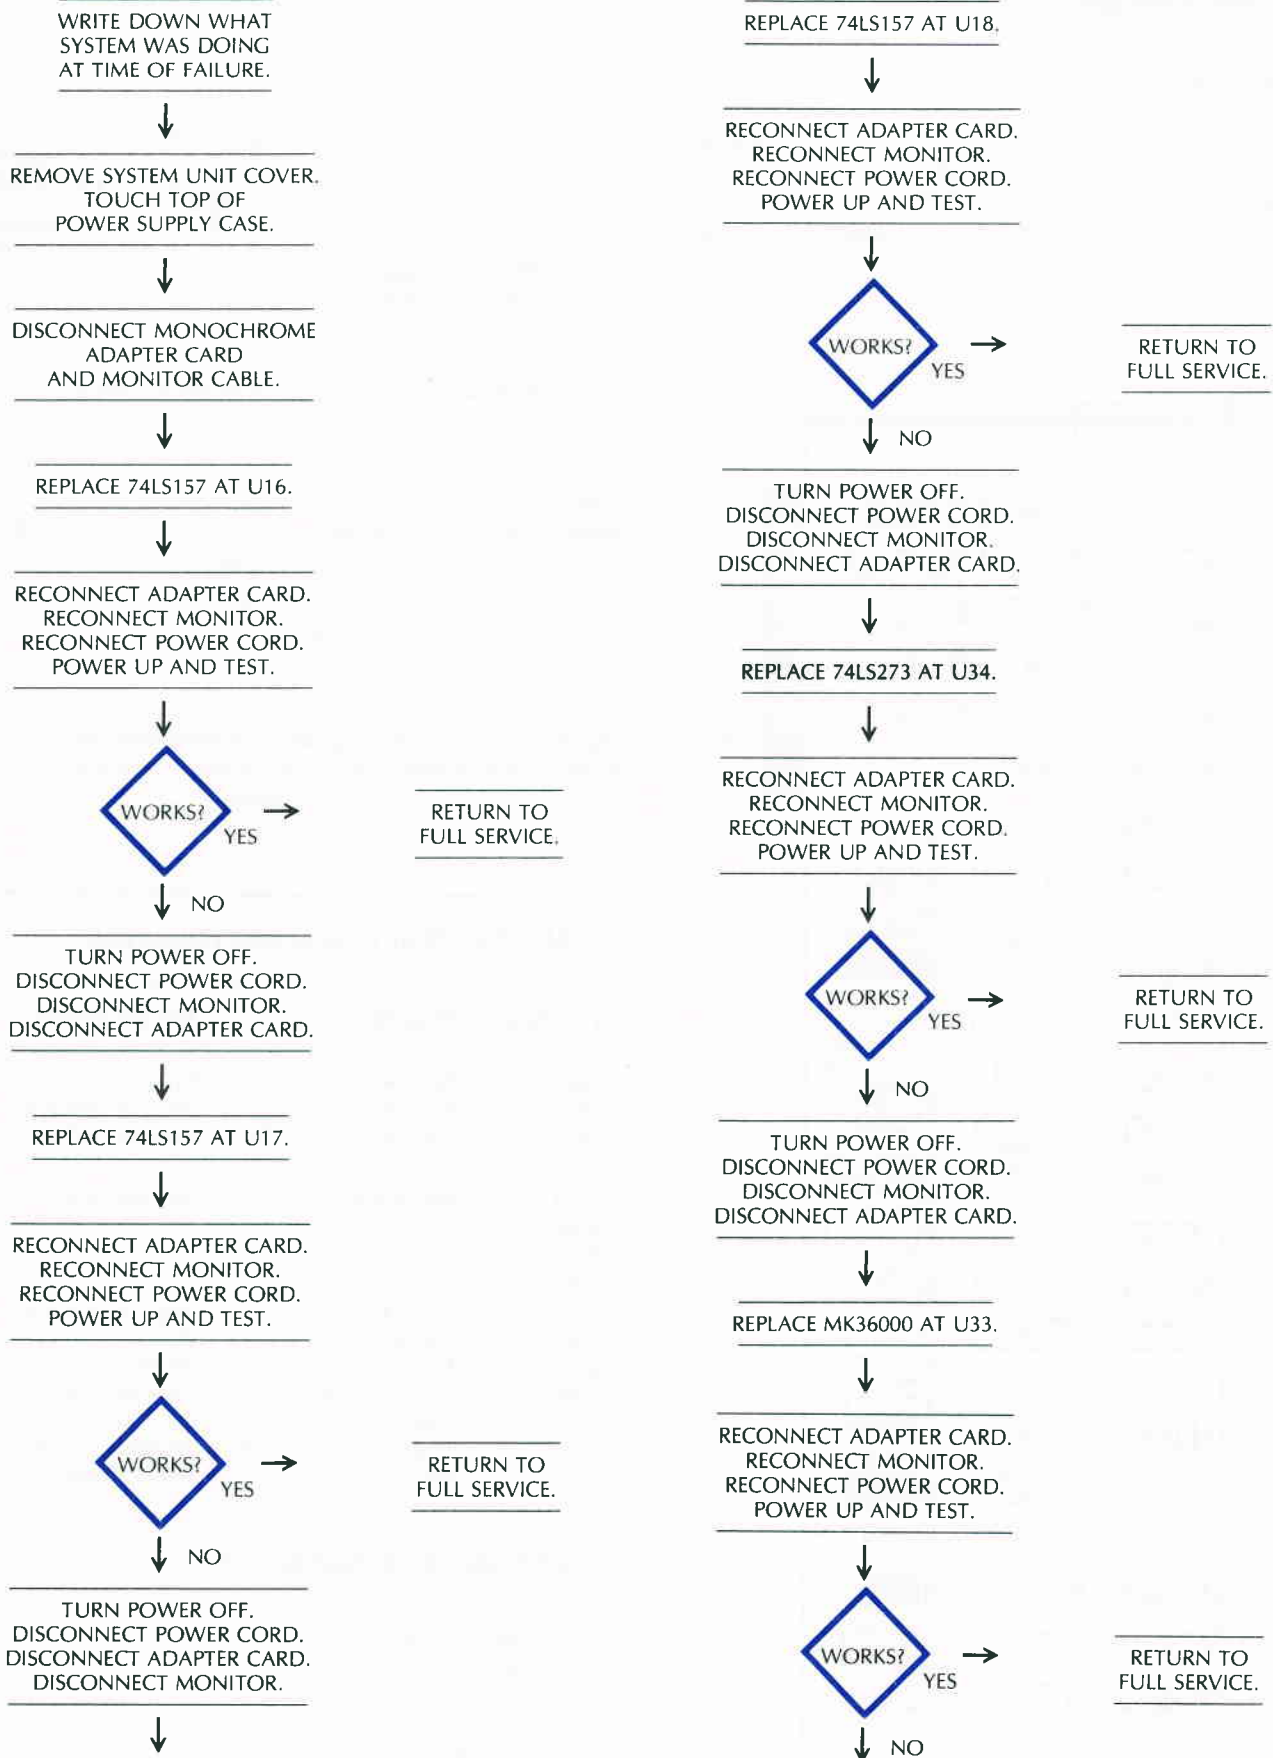 WRITE DOWN WHAT
SYSTEM WAS DOING
AT TIME OF FAILURE.
REMOVE SYSTEM UNIT COVER.
TOUCH TOP OF
POWER SUPPLY CASE.
DISCONNECT MONOCHROME
ADAPTER CARD
AND MONITOR CABLE.
REPLACE 74LS157 AT U16.
RECONNECT ADAPTER CARD.
RECONNECT MONITOR.
RECONNECT POWER CORD.
POWER UP AND TEST.
WORKS?
YES
RETURN TO
FULL SERVICE.
NO
TURN POWER OFF.
DISCONNECT POWER CORD.
DISCONNECT MONITOR.
DISCONNECT ADAPTER CARD.
REPLACE 74LS157 AT U17.
RECONNECT ADAPTER CARD.
RECONNECT MONITOR.
RECONNECT POWER CORD.
POWER UP AND TEST.
WORKS?
YES
RETURN TO
FULL SERVICE.
NO
TURN POWER OFF.
DISCONNECT POWER CORD.
DISCONNECT ADAPTER CARD.
DISCONNECT MONITOR.
REPLACE 74LS157 AT U18.
RECONNECT ADAPTER CARD.
RECONNECT MONITOR.
RECONNECT POWER CORD.
POWER UP AND TEST.
WORKS?
YES
RETURN TO
FULL SERVICE.
NO
TURN POWER OFF.
DISCONNECT POWER CORD.
DISCONNECT MONITOR.
DISCONNECT ADAPTER CARD.
REPLACE 74LS273 AT U34.
RECONNECT ADAPTER CARD.
RECONNECT MONITOR.
RECONNECT POWER CORD.
POWER UP AND TEST.
WORKS?
YES
RETURN TO
FULL SERVICE.
NO
TURN POWER OFF.
DISCONNECT POWER CORD.
DISCONNECT MONITOR.
DISCONNECT ADAPTER CARD.
REPLACE MK36000 AT U33.
RECONNECT ADAPTER CARD.
RECONNECT MONITOR.
RECONNECT POWER CORD.
POWER UP AND TEST.
WORKS?
YES
RETURN TO
FULL SERVICE.
NO